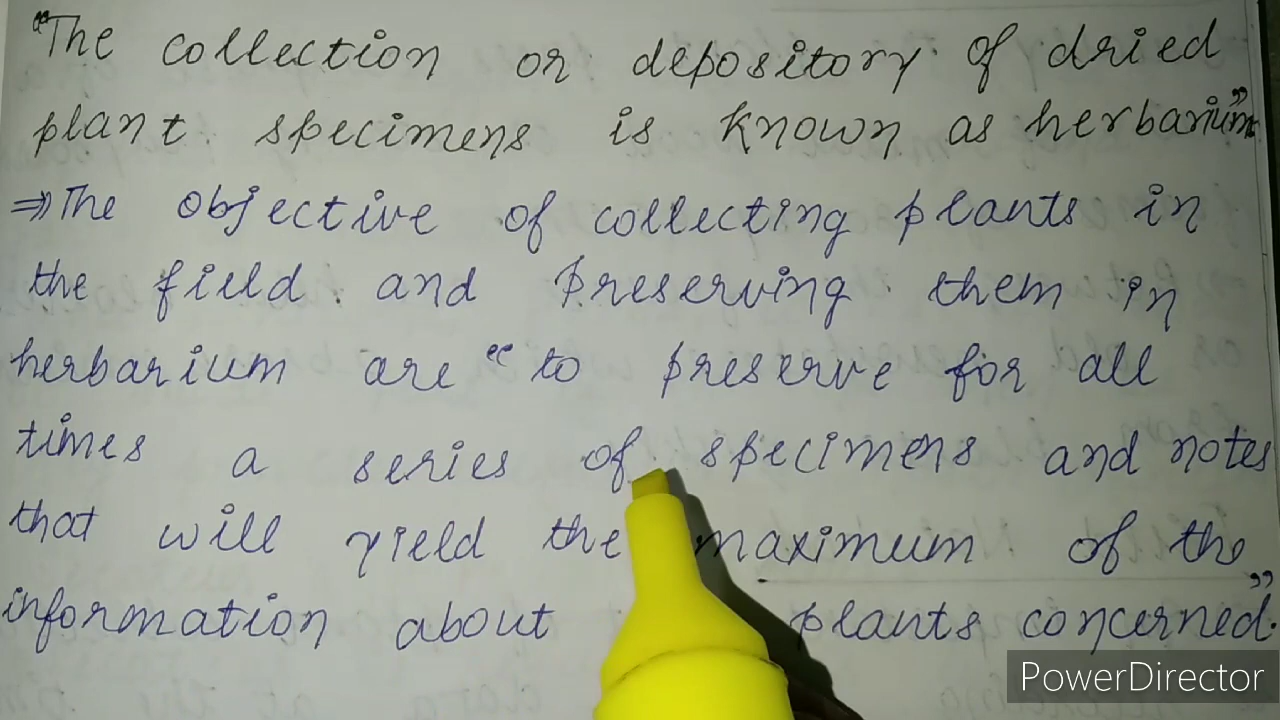 "The collection or depository of dried
plant specimens is known as herbarium"
⇒ The objective of collecting plants in
the field and preserving them in
herbarium are "to preserve for all
times a series of specimens and notes
that will yield the maximum of the
information about plants concerned."
PowerDirector